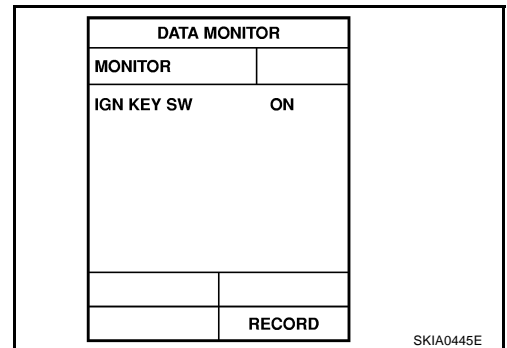 DATA MONITOR
MONITOR
IGN KEY SW ON
RECORD
SKIA0445E